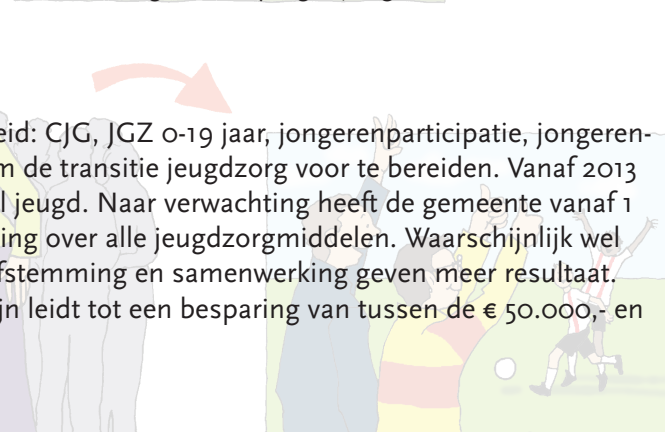 eid: CJG, JGZ 0-19 jaar, jongerenparticipatie, jongeren-
m de transitie jeugdzorg voor te bereiden. Vanaf 2013
l jeugd. Naar verwachting heeft de gemeente vanaf 1
ing over alle jeugdzorgmiddelen. Waarschijnlijk wel
fstemming en samenwerking geven meer resultaat.
ijn leidt tot een besparing van tussen de € 50.000,- en